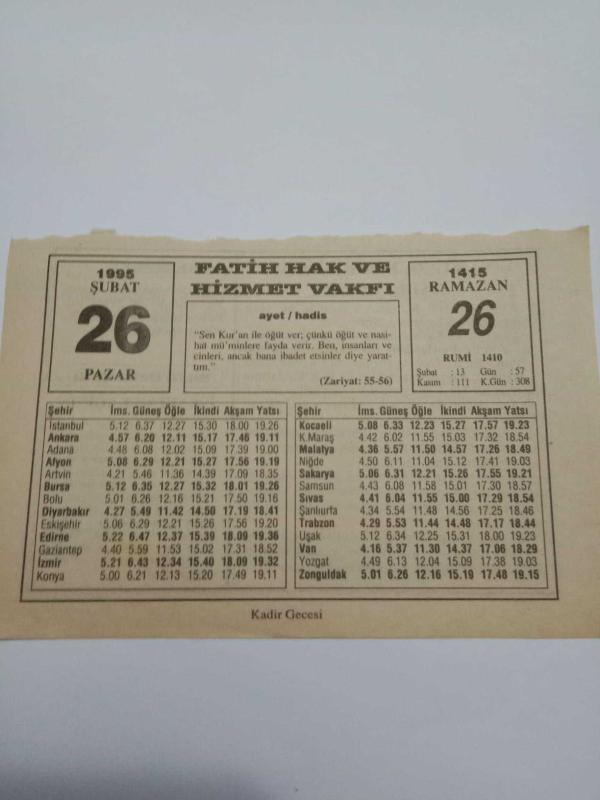 1995
ŞUBAT
26
PAZAR
FATİH HAK VE
HİZMET VAKFI
ayet / hadis
"Sen Kur'an ile öğüt ver; çünkü öğüt ve nasi-
hat mü'minlere fayda verir. Ben, insanları ve
cinleri, ancak bana ibadet etsinler diye yarat-
tım."
(Zariyat: 55-56)
1415
RAMAZAN
26
RUMİ 1410
Şubat : 13 Gün : 57
Kasım : 111 K.Gün : 308
Şehir İms. Güneş Öğle İkindi Akşam Yatsı
İstanbul 5.12 6.37 12.27 15.30 18.00 19.26
Ankara 4.57 6.20 12.11 15.17 17.46 19.11
Adana 4.48 6.08 12.02 15.09 17.39 19.00
Afyon 5.08 6.29 12.21 15.27 17.56 19.19
Artvin 4.21 5.46 11.36 14.39 17.09 18.35
Bursa 5.12 6.35 12.27 15.32 18.01 19.26
Bolu 5.01 6.26 12.16 15.21 17.50 19.16
Diyarbakır 4.27 5.49 11.42 14.50 17.19 18.41
Eskişehir 5.06 6.29 12.21 15.26 17.56 19.20
Edirne 5.22 6.47 12.37 15.39 18.09 19.36
Gaziantep 4.40 5.59 11.53 15.02 17.31 18.52
İzmir 5.21 6.43 12.34 15.40 18.09 19.32
Konya 5.00 6.21 12.13 15.20 17.49 19.11
Şehir İms. Güneş Öğle İkindi Akşam Yatsı
Kocaeli 5.08 6.33 12.23 15.27 17.57 19.23
K.Maraş 4.42 6.02 11.55 15.03 17.32 18.54
Malatya 4.36 5.57 11.50 14.57 17.26 18.49
Niğde 4.50 6.11 11.04 15.12 17.41 19.03
Sakarya 5.06 6.31 12.21 15.26 17.55 19.21
Samsun 4.43 6.08 11.58 15.01 17.30 18.57
Sıvas 4.41 6.04 11.55 15.00 17.29 18.54
Şanlıurfa 4.34 5.54 11.48 14.56 17.25 18.46
Trabzon 4.29 5.53 11.44 14.48 17.17 18.44
Uşak 5.12 6.34 12.25 15.31 18.00 19.23
Van 4.16 5.37 11.30 14.37 17.06 18.29
Yozgat 4.49 6.13 12.04 15.09 17.38 19.03
Zonguldak 5.01 6.26 12.16 15.19 17.48 19.15
Kadir Gecesi